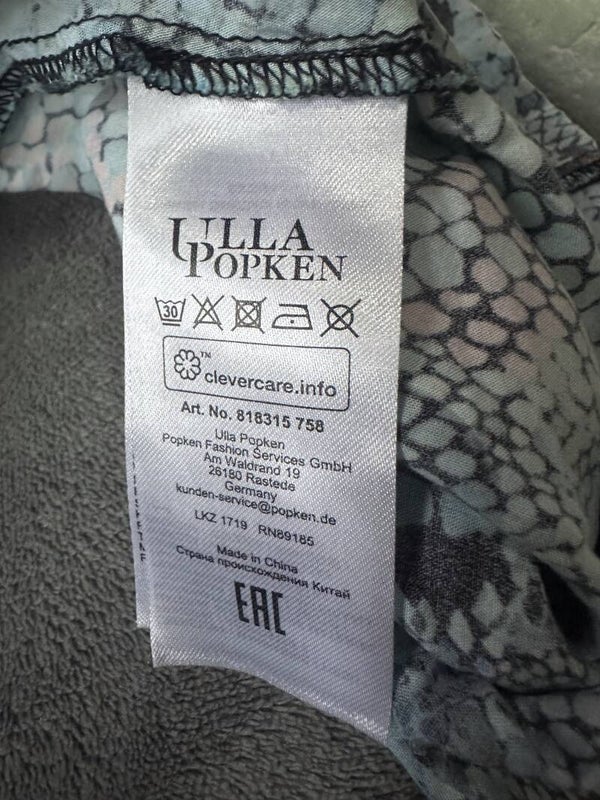 ULLA
POPKEN
30
clevercare.info
Art. No. 818315 758
Ulla Popken
Popken Fashion Services GmbH
Am Waldrand 19
26180 Rastede
Germany
kunden-service@popken.de
LKZ 1719 RN89185
Made in China
Страна происхождения Китай
EAC